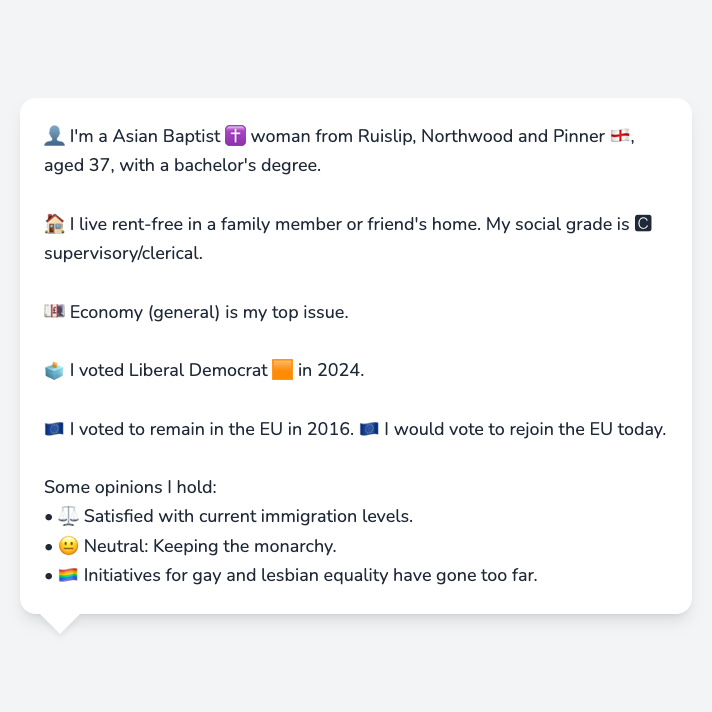 👤 I'm a Asian Baptist ✝️ woman from Ruislip, Northwood and Pinner 🏴󠁧󠁢󠁥󠁮󠁧󠁿,
aged 37, with a bachelor's degree.
🏠 I live rent-free in a family member or friend's home. My social grade is 🅲
supervisory/clerical.
💷 Economy (general) is my top issue.
🗳️ I voted Liberal Democrat 🟧 in 2024.
🇪🇺 I voted to remain in the EU in 2016. 🇪🇺 I would vote to rejoin the EU today.
Some opinions I hold:
• ⚖️ Satisfied with current immigration levels.
• 😐 Neutral: Keeping the monarchy.
• 🏳️‍🌈 Initiatives for gay and lesbian equality have gone too far.